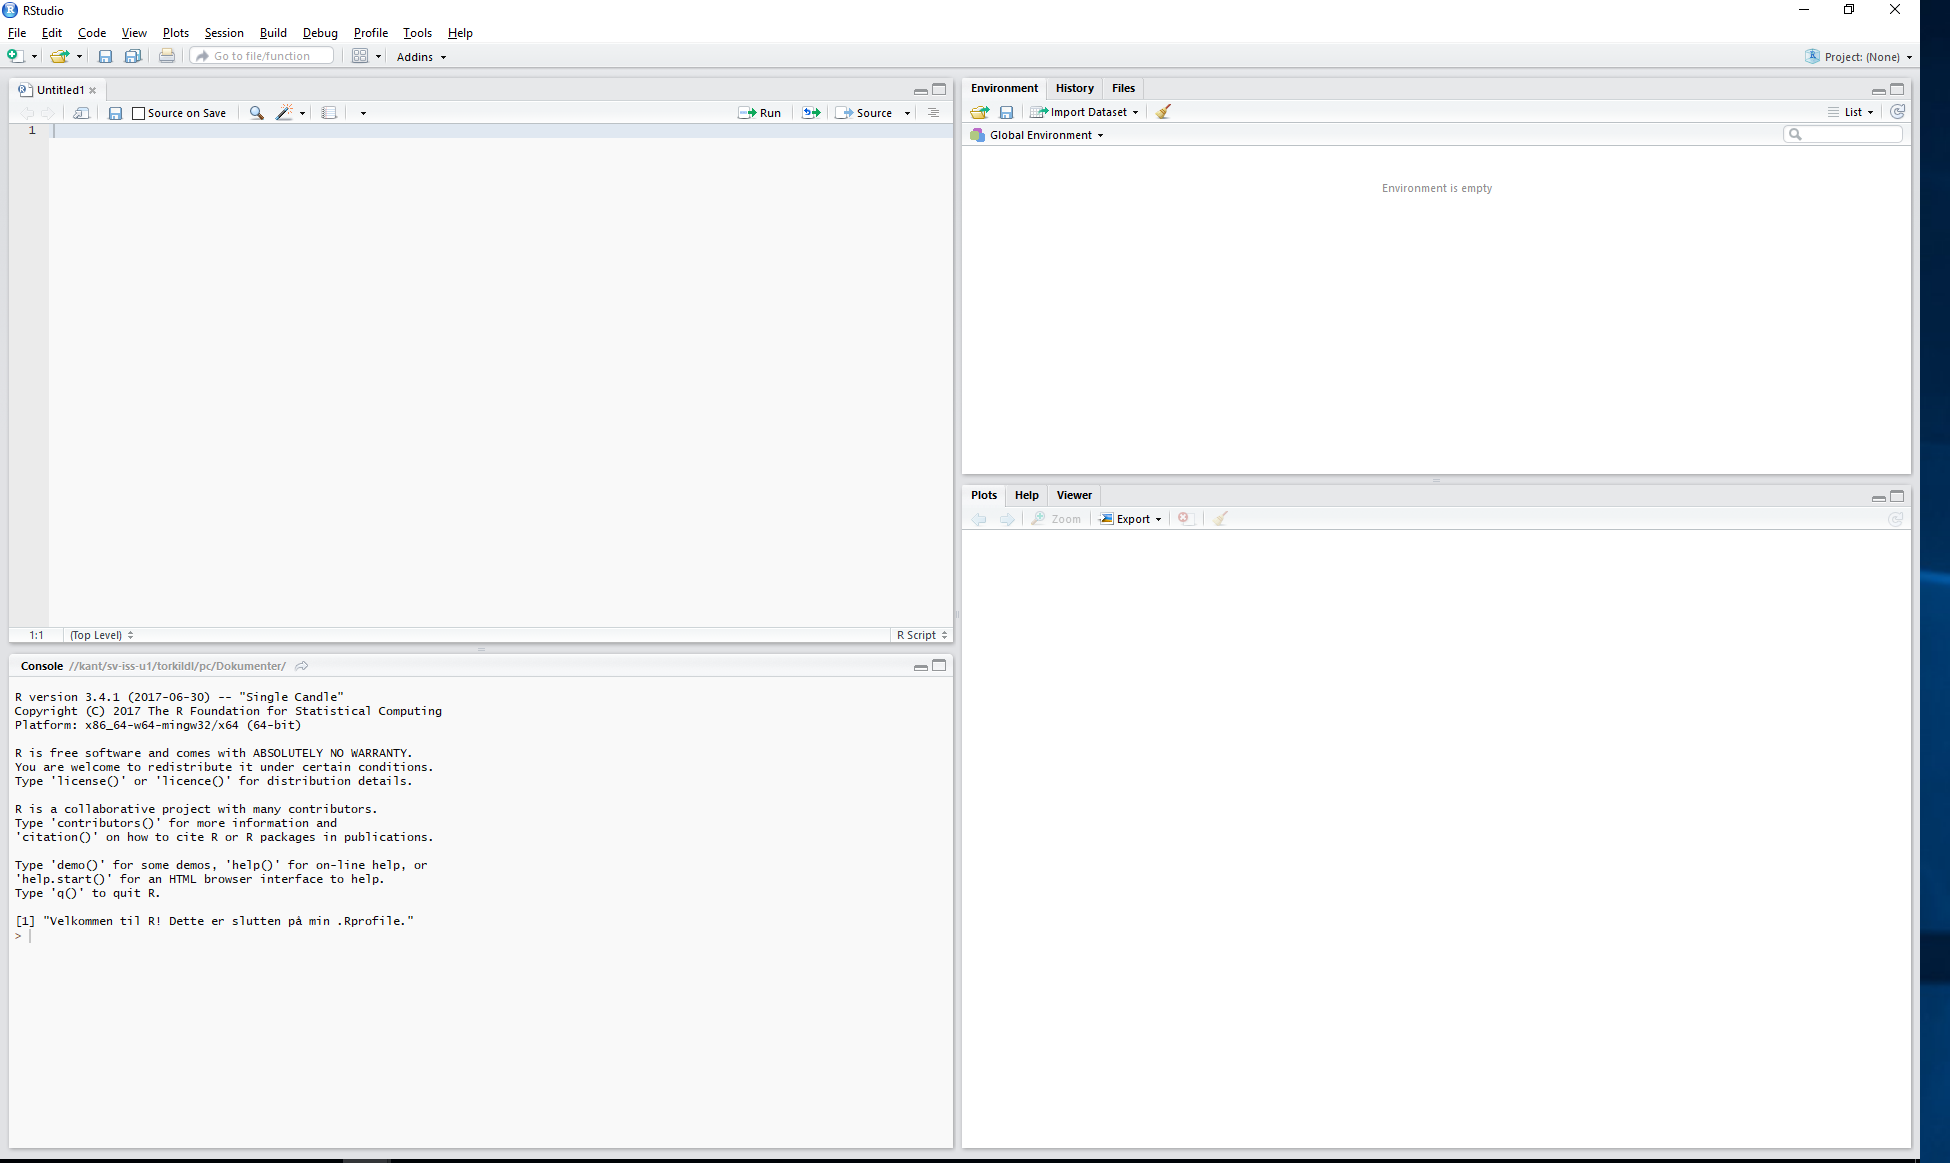 RStudio
File Edit Code View Plots Session Build Debug Profile Tools Help
Go to file/function Addins Project: (None)
Untitled1
Source on Save Run Source
1
1:1 (Top Level) R Script
Console //kant/sv-iss-u1/torkildl/pc/Dokumenter/
R version 3.4.1 (2017-06-30) -- "Single Candle"
Copyright (C) 2017 The R Foundation for Statistical Computing
Platform: x86_64-w64-mingw32/x64 (64-bit)
R is free software and comes with ABSOLUTELY NO WARRANTY.
You are welcome to redistribute it under certain conditions.
Type 'license()' or 'licence()' for distribution details.
R is a collaborative project with many contributors.
Type 'contributors()' for more information and
'citation()' on how to cite R or R packages in publications.
Type 'demo()' for some demos, 'help()' for on-line help, or
'help.start()' for an HTML browser interface to help.
Type 'q()' to quit R.
[1] "Velkommen til R! Dette er slutten på min .Rprofile."
>
Environment History Files
Import Dataset List
Global Environment
Environment is empty
Plots Help Viewer
Zoom Export